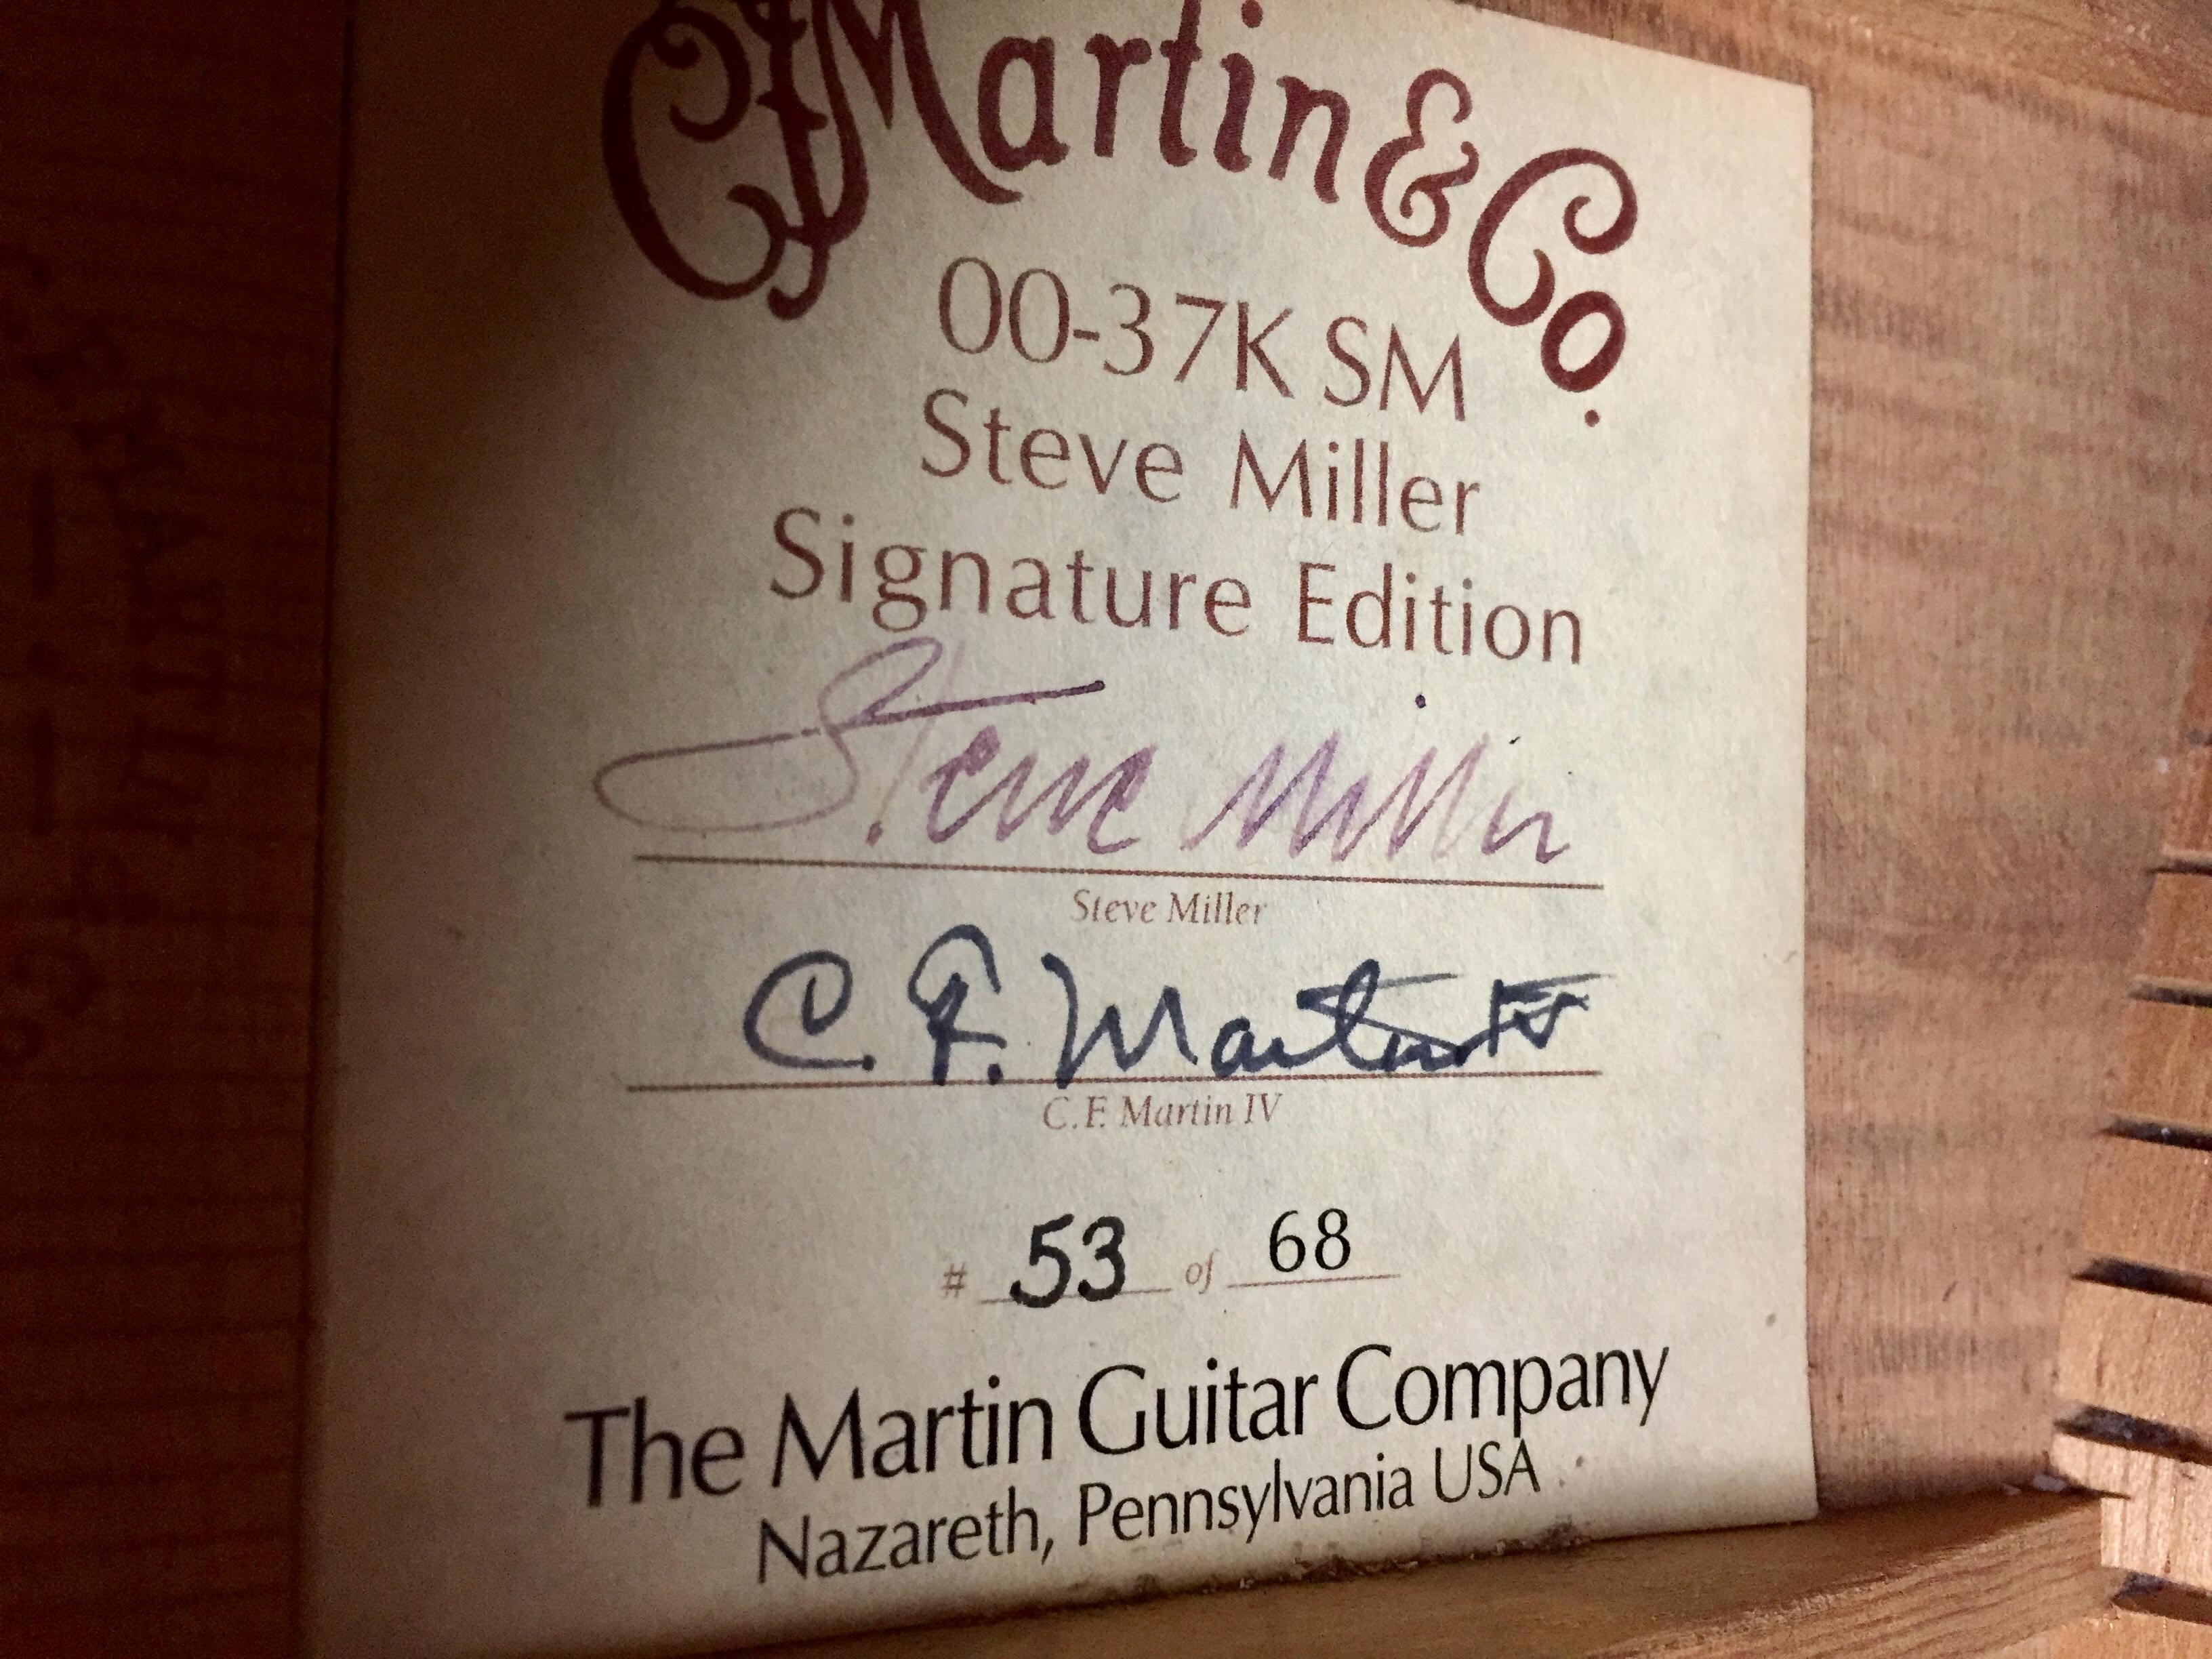 CF Martin & Co.
00-37K SM
Steve Miller
Signature Edition
Steve Miller
Steve Miller
C. F. Martin IV
C.F. Martin IV
# 53 of 68
The Martin Guitar Company
Nazareth, Pennsylvania USA